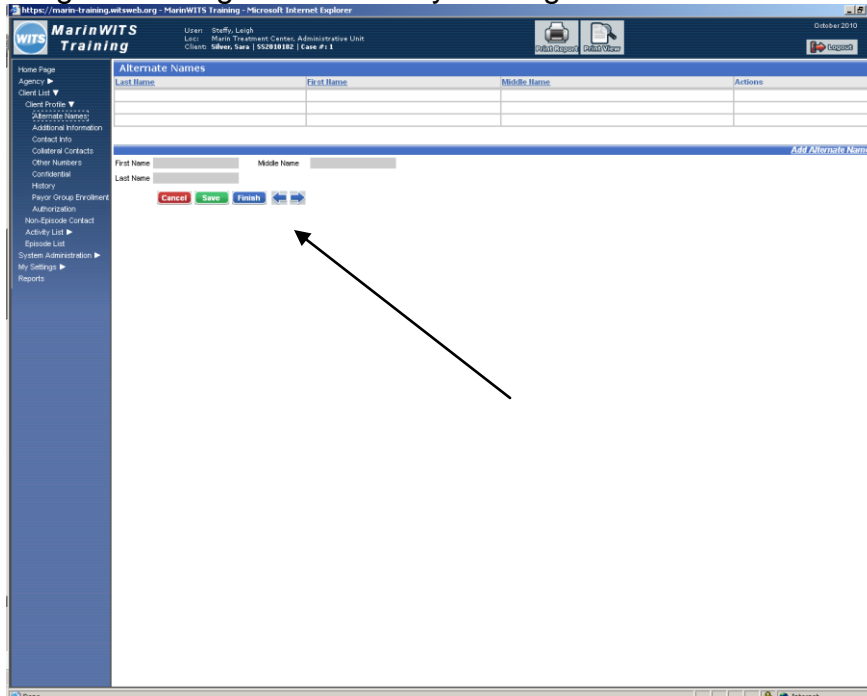 https://marin-training.witsweb.org - MarinWITS Training - Microsoft Internet Explorer
WITS
MarinWITS
Training
User: Staffy, Leigh
Loc: Marin Treatment Center, Administrative Unit
Client: Silver, Sara | SS2010182 | Case #: 1
Print Report
Print View
October 2010
Logout
Home Page
Agency
Client List
Client Profile
Alternate Names
Additional Information
Contact Info
Collateral Contacts
Other Numbers
Confidential
History
Payor Group Enrollment
Authorization
Non-Episode Contact
Activity List
Episode List
System Administration
My Settings
Reports
Alternate Names
Last Name First Name Middle Name Actions
Add Alternate Name
First Name Middle Name
Last Name
Cancel Save Finish
Done
Internet